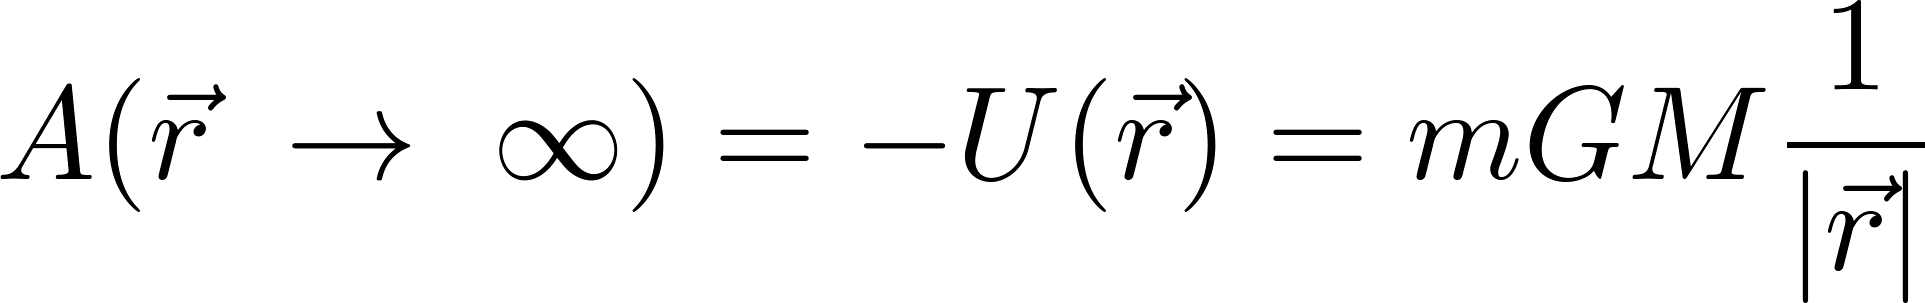 A(\vec{r} \to \infty) = -U(\vec{r}) = mGM\frac{1}{|\vec{r}|}